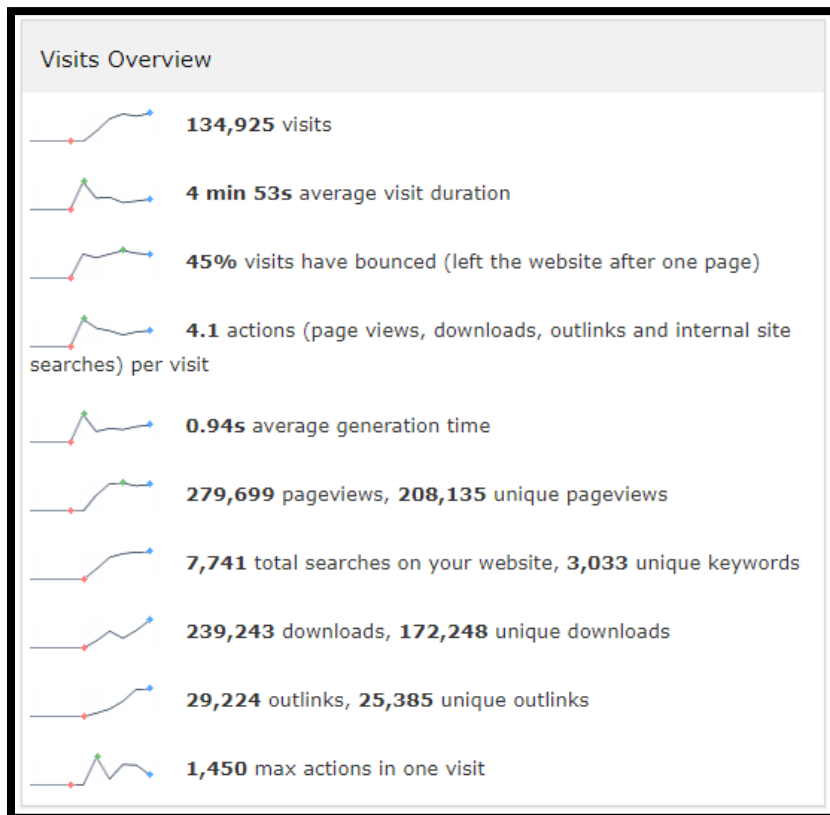 Visits Overview
134,925 visits
4 min 53s average visit duration
45% visits have bounced (left the website after one page)
4.1 actions (page views, downloads, outlinks and internal site
searches) per visit
0.94s average generation time
279,699 pageviews, 208,135 unique pageviews
7,741 total searches on your website, 3,033 unique keywords
239,243 downloads, 172,248 unique downloads
29,224 outlinks, 25,385 unique outlinks
1,450 max actions in one visit